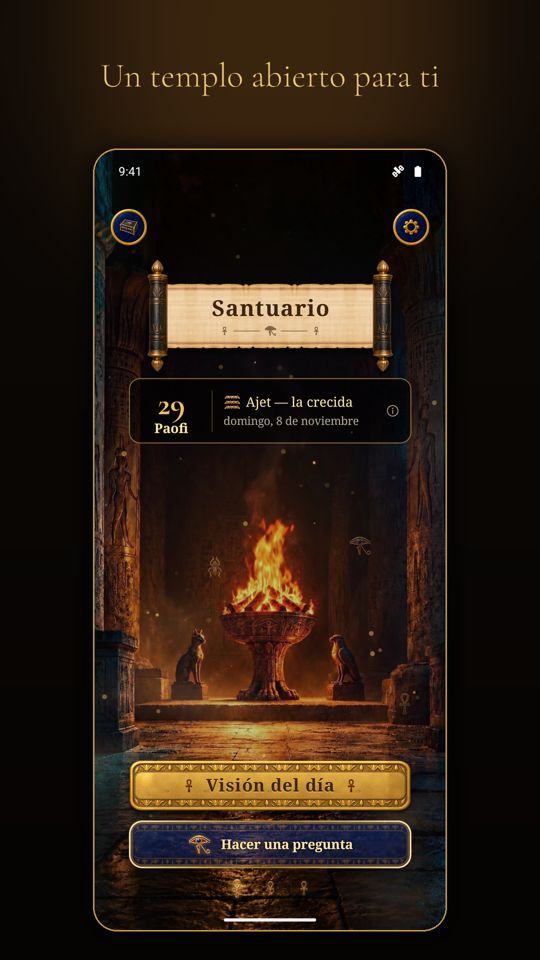 Un templo abierto para ti
9:41
Santuario
29
Paofi
Ajet — la crecida
domingo, 8 de noviembre
Visión del día
Hacer una pregunta